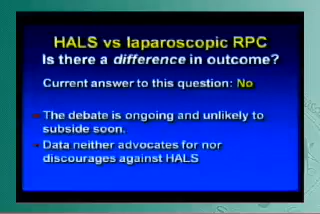 HALS vs laparoscopic RPC
Is there a difference in outcome?
Current answer to this question: No
The debate is ongoing and unlikely to
subside soon.
Data neither advocates for nor
discourages against HALS